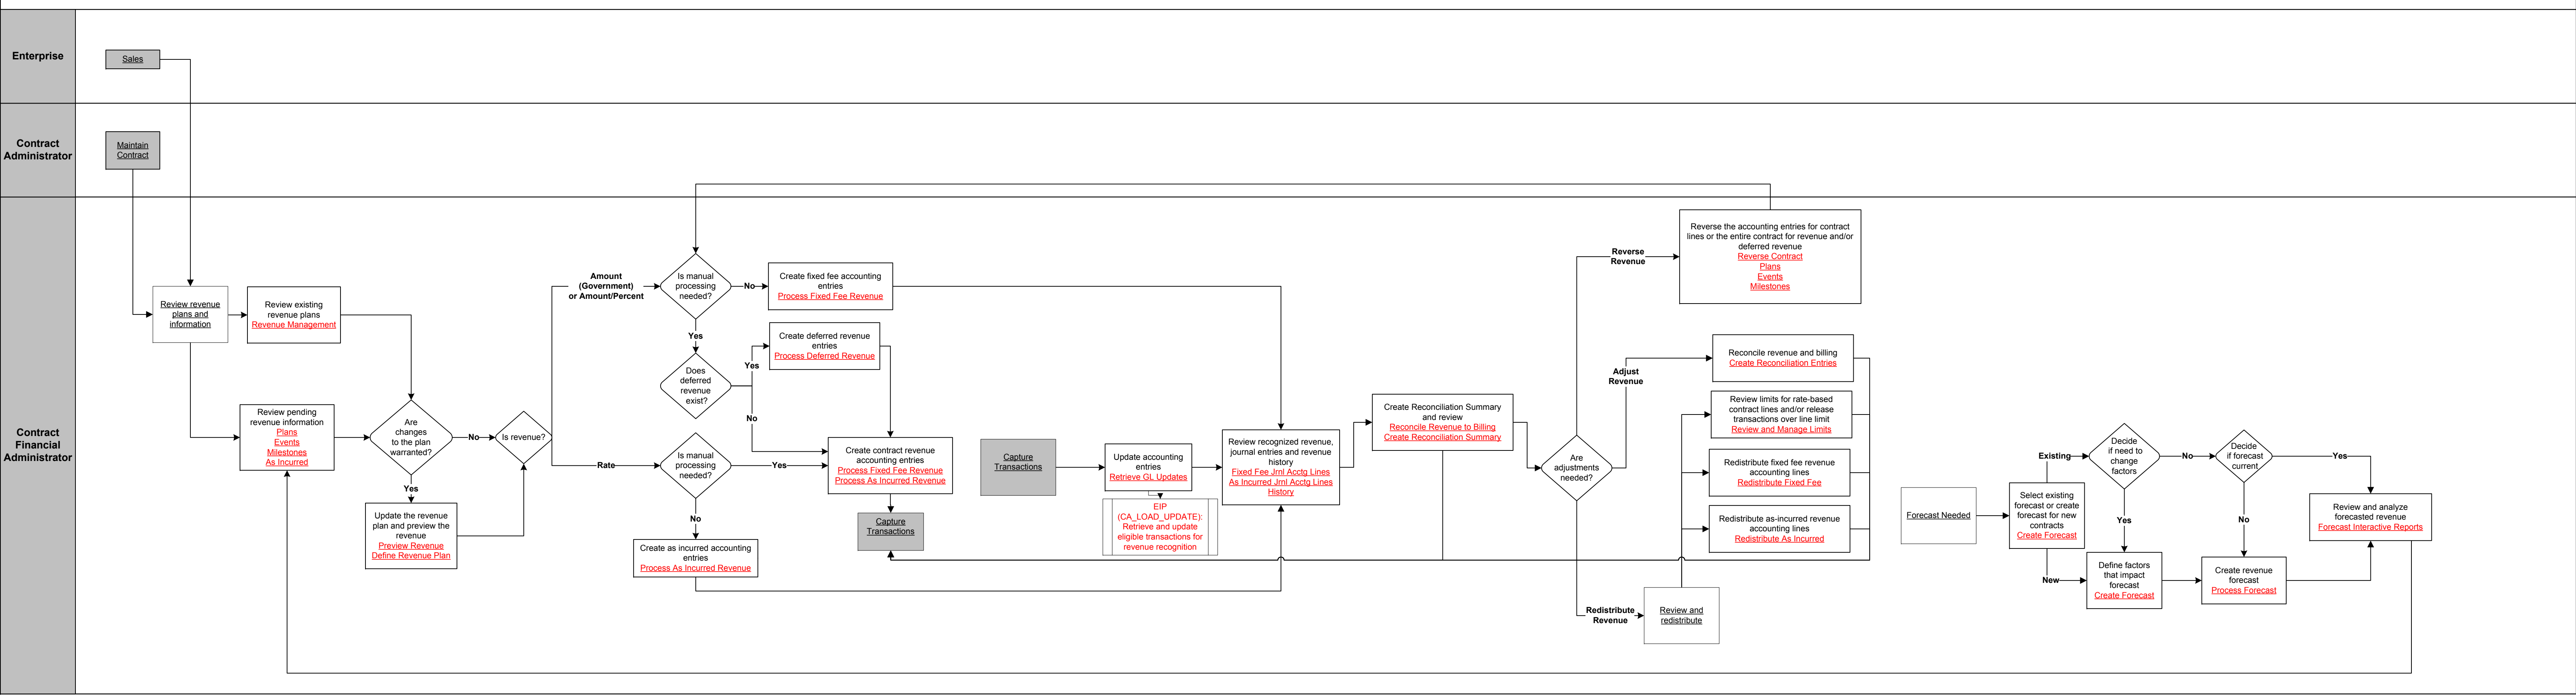 Enterprise
Sales
Contract
Administrator
Maintain
Contract
Contract
Financial
Administrator
Review revenue
plans and
information
Review existing
revenue plans
Revenue Management
Review pending
revenue information
Plans
Events
Milestones
As Incurred
Are
changes
to the plan
warranted?
No
Yes
Update the revenue
plan and preview the
revenue
Preview Revenue
Define Revenue Plan
Is revenue?
Amount
(Government)
or Amount/Percent
Rate
Is manual
processing
needed?
No
Yes
Create fixed fee accounting
entries
Process Fixed Fee Revenue
Does
deferred
revenue
exist?
Yes
No
Create deferred revenue
entries
Process Deferred Revenue
Is manual
processing
needed?
Yes
No
Create as incurred accounting
entries
Process As Incurred Revenue
Create contract revenue
accounting entries
Process Fixed Fee Revenue
Process As Incurred Revenue
Capture
Transactions
Capture
Transactions
Update accounting
entries
Retrieve GL Updates
EIP
(CA_LOAD_UPDATE):
Retrieve and update
eligible transactions for
revenue recognition
Review recognized revenue,
journal entries and revenue
history
Fixed Fee Jrnl Acctg Lines
As Incurred Jrnl Acctg Lines
History
Create Reconciliation Summary
and review
Reconcile Revenue to Billing
Create Reconciliation Summary
Are
adjustments
needed?
Reverse
Revenue
Adjust
Revenue
Redistribute
Revenue
Reverse the accounting entries for contract
lines or the entire contract for revenue and/or
deferred revenue
Reverse Contract
Plans
Events
Milestones
Reconcile revenue and billing
Create Reconciliation Entries
Review limits for rate-based
contract lines and/or release
transactions over line limit
Review and Manage Limits
Redistribute fixed fee revenue
accounting lines
Redistribute Fixed Fee
Redistribute as-incurred revenue
accounting lines
Redistribute As Incurred
Review and
redistribute
Forecast Needed
Select existing
forecast or create
forecast for new
contracts
Create Forecast
Existing
New
Decide
if need to
change
factors
No
Yes
Define factors
that impact
forecast
Create Forecast
Decide
if forecast
current
Yes
No
Create revenue
forecast
Process Forecast
Review and analyze
forecasted revenue
Forecast Interactive Reports